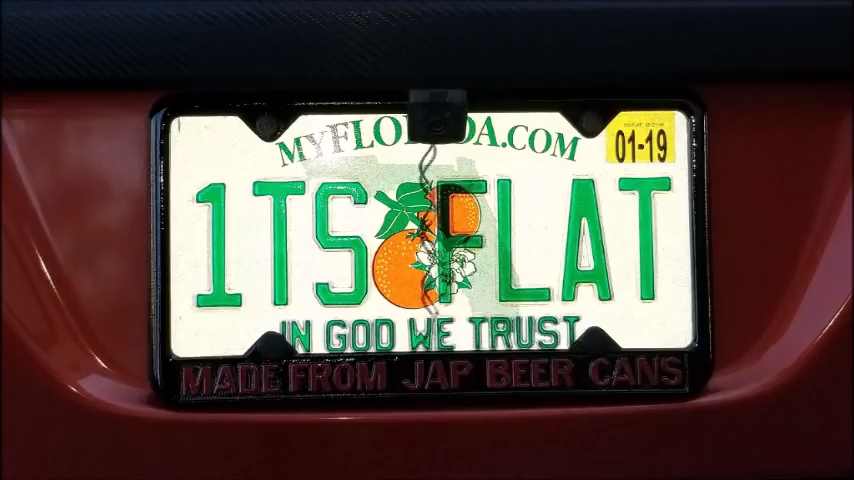 MYFLORIDA.COM
01-19
1TS FLAT
IN GOD WE TRUST
MADE FROM JAP BEER CANS